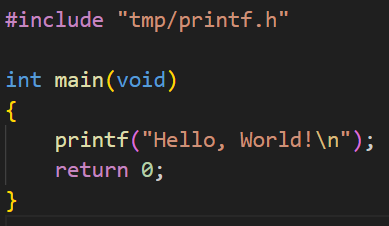 #include "tmp/printf.h"

int main(void)
{
    printf("Hello, World!\n");
    return 0;
}